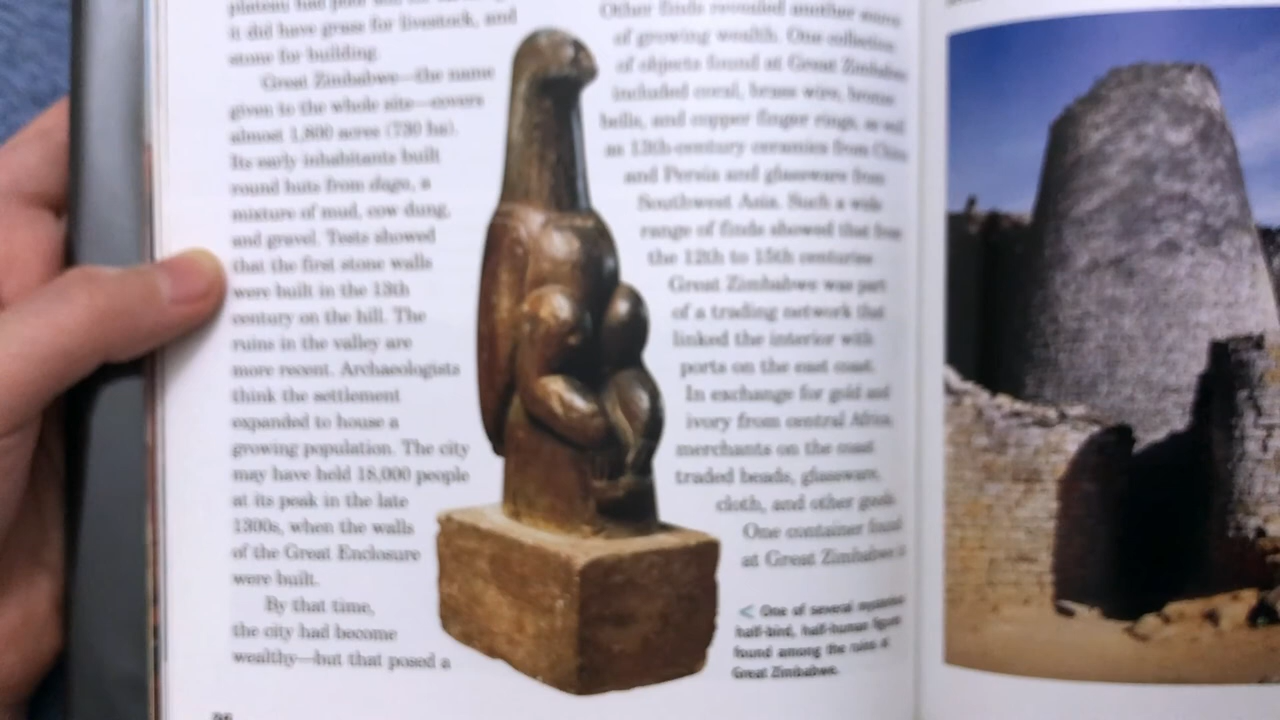 it did have grass for livestock, and
stone for building.
Great Zimbabwe—the name
given to the whole site—covers
almost 1,800 acres (730 ha).
Its early inhabitants built
round huts from daga, a
mixture of mud, cow dung,
and gravel. Tests showed
that the first stone walls
were built in the 13th
century on the hill. The
ruins in the valley are
more recent. Archaeologists
think the settlement
expanded to house a
growing population. The city
may have held 18,000 people
at its peak in the late
1300s, when the walls
of the Great Enclosure
were built.
By that time,
the city had become
wealthy—but that posed a
Other finds revealed another
of growing wealth. One collection
of objects found at Great Zimbabwe
included coral, brass wire, bronze
bells, and copper finger rings, as well
as 13th-century ceramics from China
and Persia and glassware from
Southwest Asia. Such a wide
range of finds showed that from
the 12th to 15th centuries
Great Zimbabwe was part
of a trading network that
linked the interior with
ports on the east coast.
In exchange for gold and
ivory from central Africa,
merchants on the coast
traded beads, glassware,
cloth, and other goods.
One container found
at Great Zimbabwe is
< One of several mysterious
half-bird, half-human figures
found among the ruins of
Great Zimbabwe.